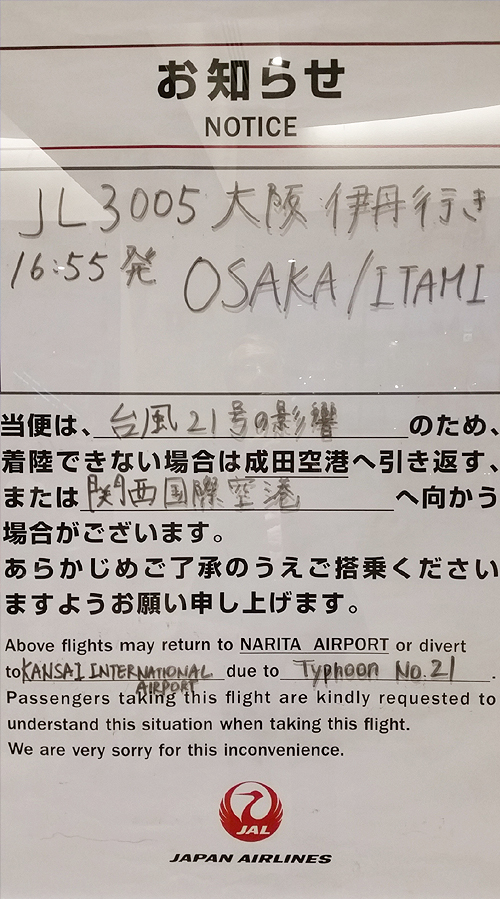 お知らせ
NOTICE
JL3005 大阪 伊丹行き
16:55 発 OSAKA/ITAMI
当便は、台風21号の影響のため、
着陸できない場合は成田空港へ引き返す、
または関西国際空港へ向かう
場合がございます。
あらかじめご了承のうえご搭乗ください
ますようお願い申し上げます。
Above flights may return to NARITA AIRPORT or divert
to KANSAI INTERNATIONAL AIRPORT due to Typhoon No.21.
Passengers taking this flight are kindly requested to
understand this situation when taking this flight.
We are very sorry for this inconvenience.
JAL
JAPAN AIRLINES